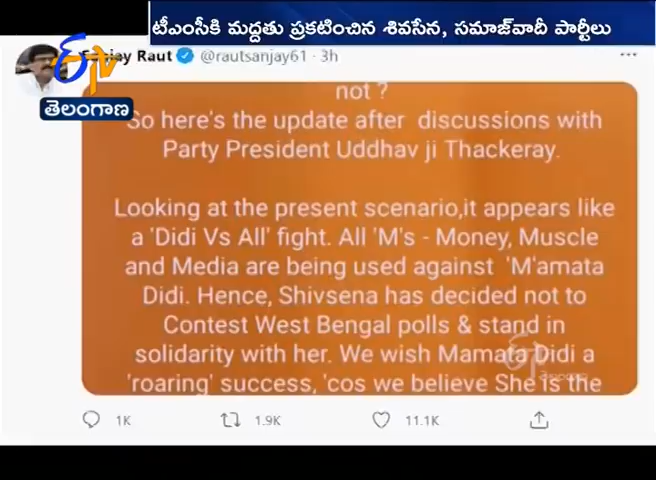 టీఎంసీకి మద్దతు ప్రకటించిన శివసేన, సమాజ్‌వాదీ పార్టీలు
Sanjay Raut @rautsanjay61 · 3h
ETV
తెలంగాణ
not ?
So here's the update after discussions with
Party President Uddhav ji Thackeray.
Looking at the present scenario,it appears like
a 'Didi Vs All' fight. All 'M's - Money, Muscle
and Media are being used against 'M'amata
Didi. Hence, Shivsena has decided not to
Contest West Bengal polls & stand in
solidarity with her. We wish Mamata Didi a
'roaring' success, 'cos we believe She is the
1K 1.9K 11.1K